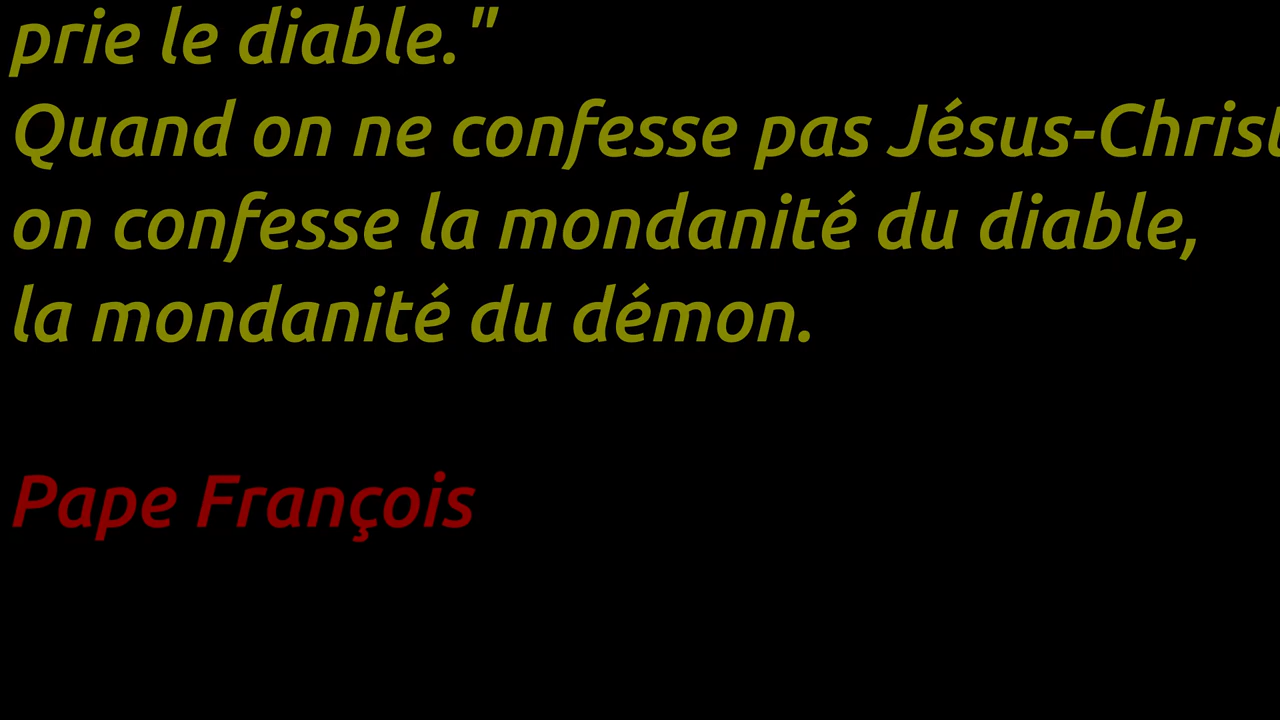 prie le diable."
Quand on ne confesse pas Jésus-Christ
on confesse la mondanité du diable,
la mondanité du démon.
Pape François